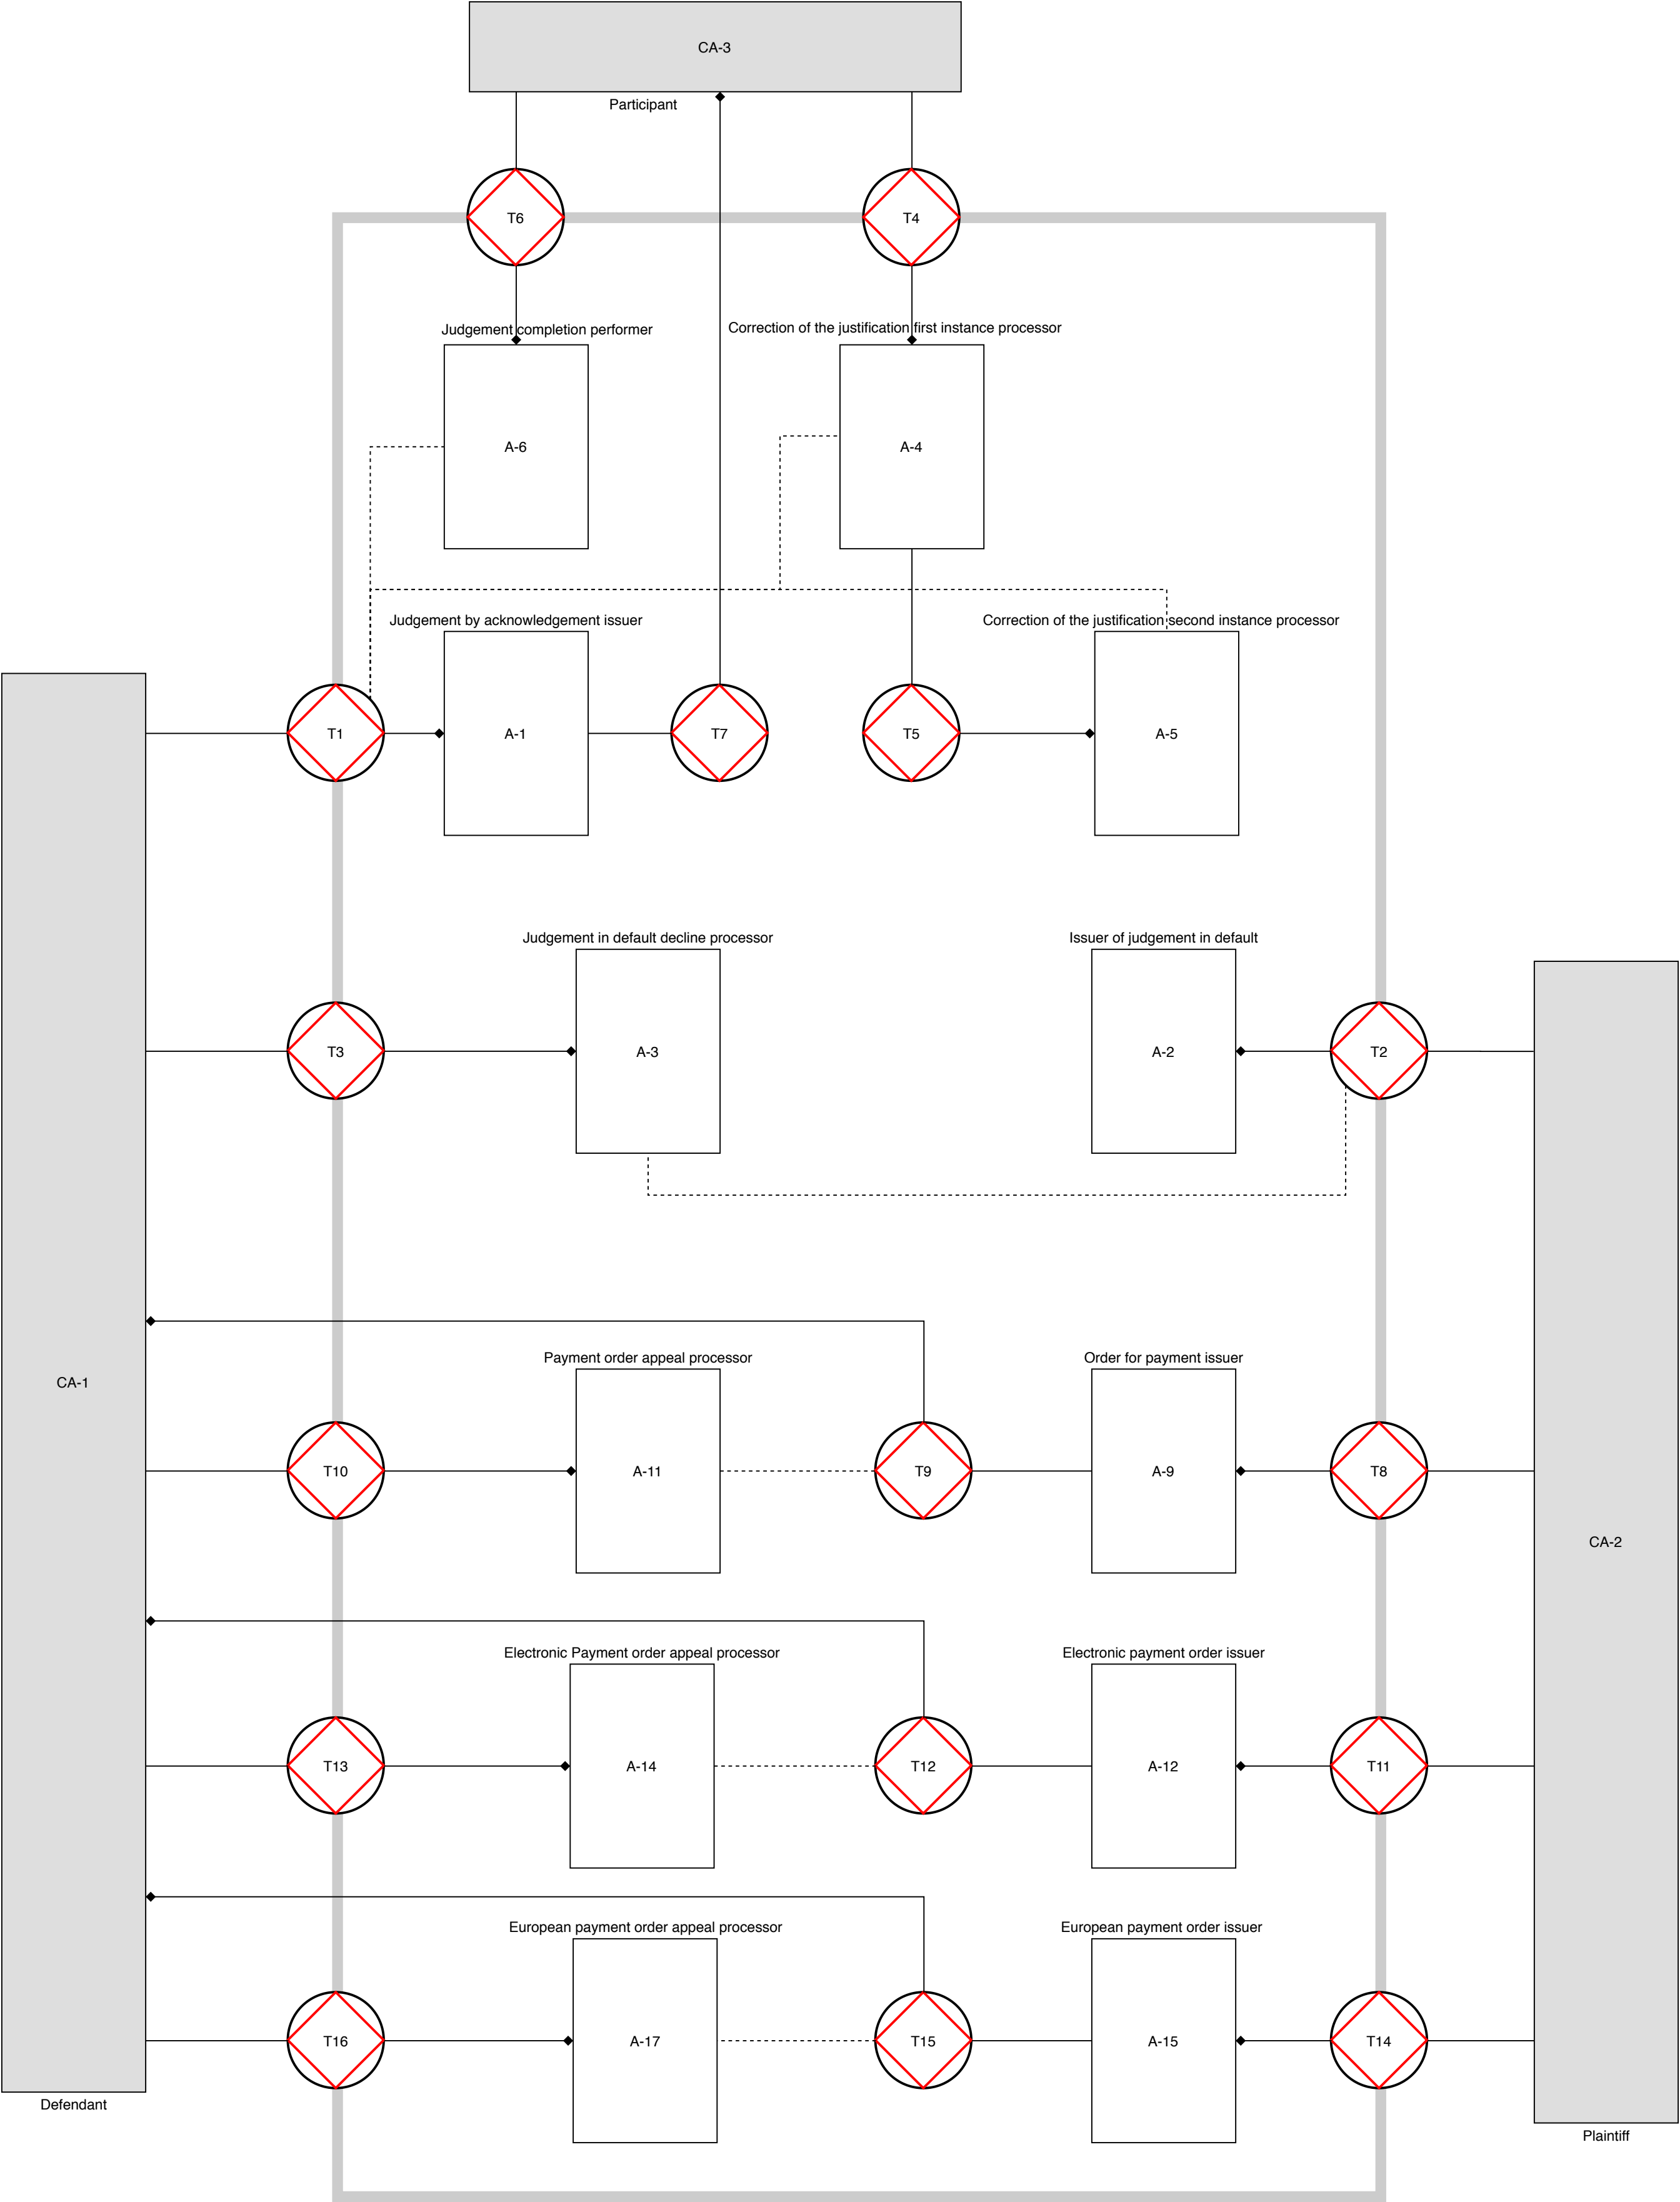 CA-3
Participant
T6
T4
Judgement completion performer
Correction of the justification first instance processor
A-6
A-4
Judgement by acknowledgement issuer
Correction of the justification second instance processor
T1
A-1
T7
T5
A-5
Judgement in default decline processor
Issuer of judgement in default
T3
A-3
A-2
T2
Payment order appeal processor
Order for payment issuer
CA-1
T10
A-11
T9
A-9
T8
CA-2
Electronic Payment order appeal processor
Electronic payment order issuer
T13
A-14
T12
A-12
T11
European payment order appeal processor
European payment order issuer
T16
A-17
T15
A-15
T14
Defendant
Plaintiff